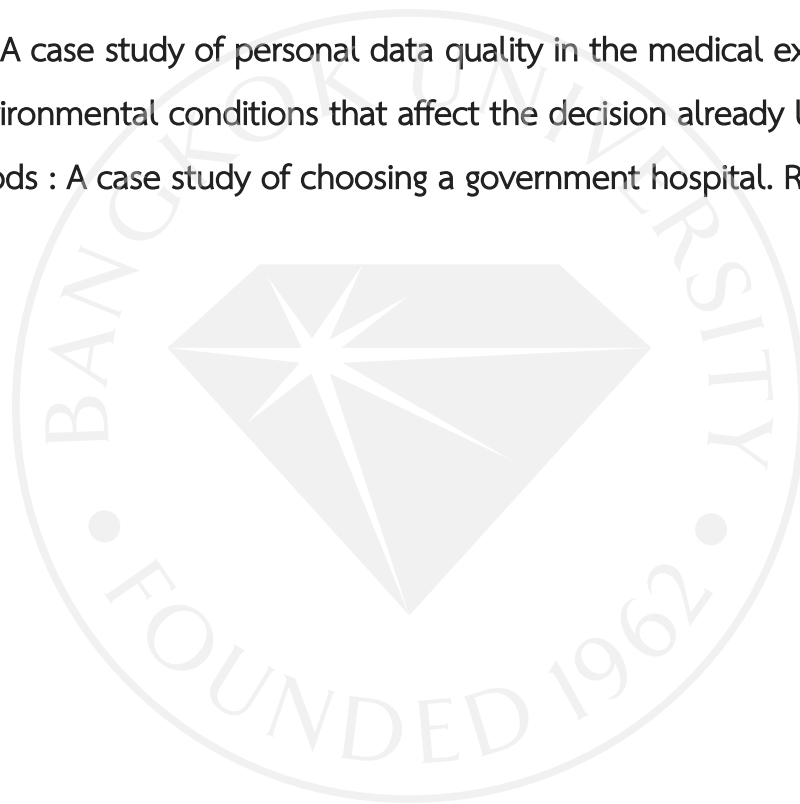 A case study of personal data quality in the medical ex
ironmental conditions that affect the decision already l
ods : A case study of choosing a government hospital. R
BANGKOK UNIVERSITY
FOUNDED 1962